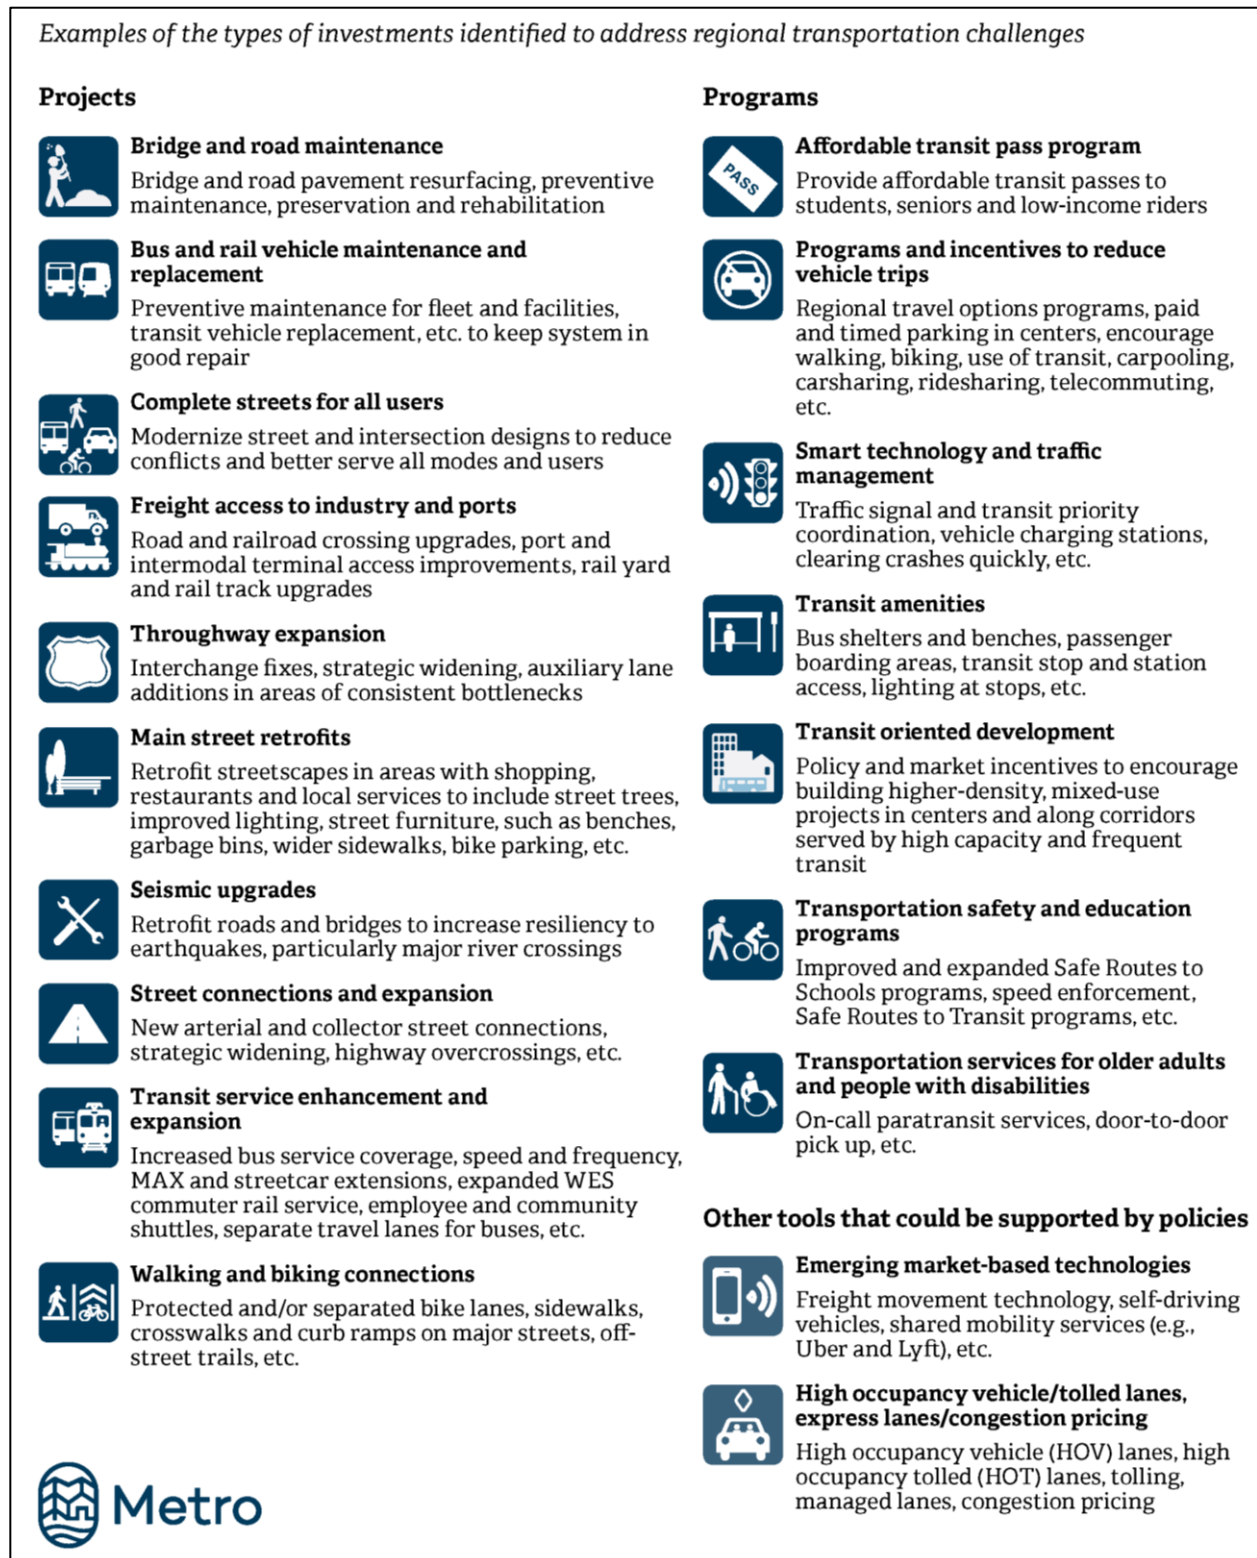 Examples of the types of investments identified to address regional transportation challenges
Projects
Bridge and road maintenance
Bridge and road pavement resurfacing, preventive
maintenance, preservation and rehabilitation
Bus and rail vehicle maintenance and
replacement
Preventive maintenance for fleet and facilities,
transit vehicle replacement, etc. to keep system in
good repair
Complete streets for all users
Modernize street and intersection designs to reduce
conflicts and better serve all modes and users
Freight access to industry and ports
Road and railroad crossing upgrades, port and
intermodal terminal access improvements, rail yard
and rail track upgrades
Throughway expansion
Interchange fixes, strategic widening, auxiliary lane
additions in areas of consistent bottlenecks
Main street retrofits
Retrofit streetscapes in areas with shopping,
restaurants and local services to include street trees,
improved lighting, street furniture, such as benches,
garbage bins, wider sidewalks, bike parking, etc.
Seismic upgrades
Retrofit roads and bridges to increase resiliency to
earthquakes, particularly major river crossings
Street connections and expansion
New arterial and collector street connections,
strategic widening, highway overcrossings, etc.
Transit service enhancement and
expansion
Increased bus service coverage, speed and frequency,
MAX and streetcar extensions, expanded WES
commuter rail service, employee and community
shuttles, separate travel lanes for buses, etc.
Walking and biking connections
Protected and/or separated bike lanes, sidewalks,
crosswalks and curb ramps on major streets, off-
street trails, etc.
Metro
Programs
PASS
Affordable transit pass program
Provide affordable transit passes to
students, seniors and low-income riders
Programs and incentives to reduce
vehicle trips
Regional travel options programs, paid
and timed parking in centers, encourage
walking, biking, use of transit, carpooling,
carsharing, ridesharing, telecommuting,
etc.
Smart technology and traffic
management
Traffic signal and transit priority
coordination, vehicle charging stations,
clearing crashes quickly, etc.
Transit amenities
Bus shelters and benches, passenger
boarding areas, transit stop and station
access, lighting at stops, etc.
Transit oriented development
Policy and market incentives to encourage
building higher-density, mixed-use
projects in centers and along corridors
served by high capacity and frequent
transit
Transportation safety and education
programs
Improved and expanded Safe Routes to
Schools programs, speed enforcement,
Safe Routes to Transit programs, etc.
Transportation services for older adults
and people with disabilities
On-call paratransit services, door-to-door
pick up, etc.
Other tools that could be supported by policies
Emerging market-based technologies
Freight movement technology, self-driving
vehicles, shared mobility services (e.g.,
Uber and Lyft), etc.
High occupancy vehicle/tolled lanes,
express lanes/congestion pricing
High occupancy vehicle (HOV) lanes, high
occupancy tolled (HOT) lanes, tolling,
managed lanes, congestion pricing